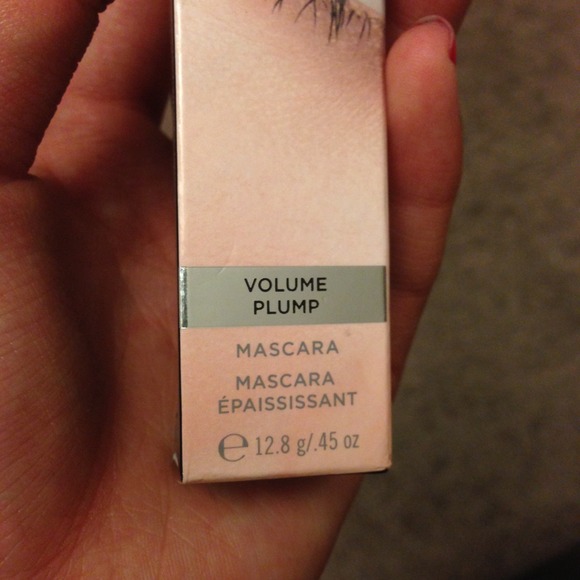 VOLUME
PLUMP
MASCARA
MASCARA
ÉPAISSISSANT
℮ 12.8 g/.45 oz